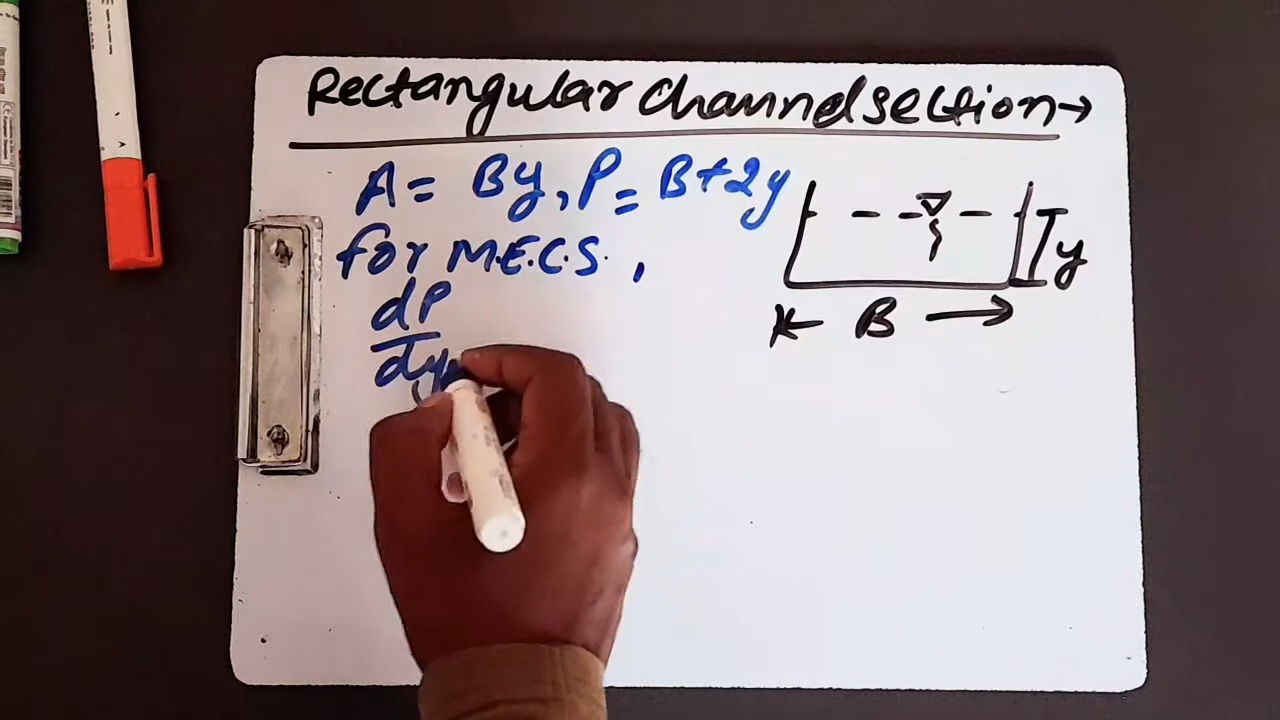 Rectangular channel section →
A = By, P = B+2y
for M.E.C.S. ,
dP
dy
y
B